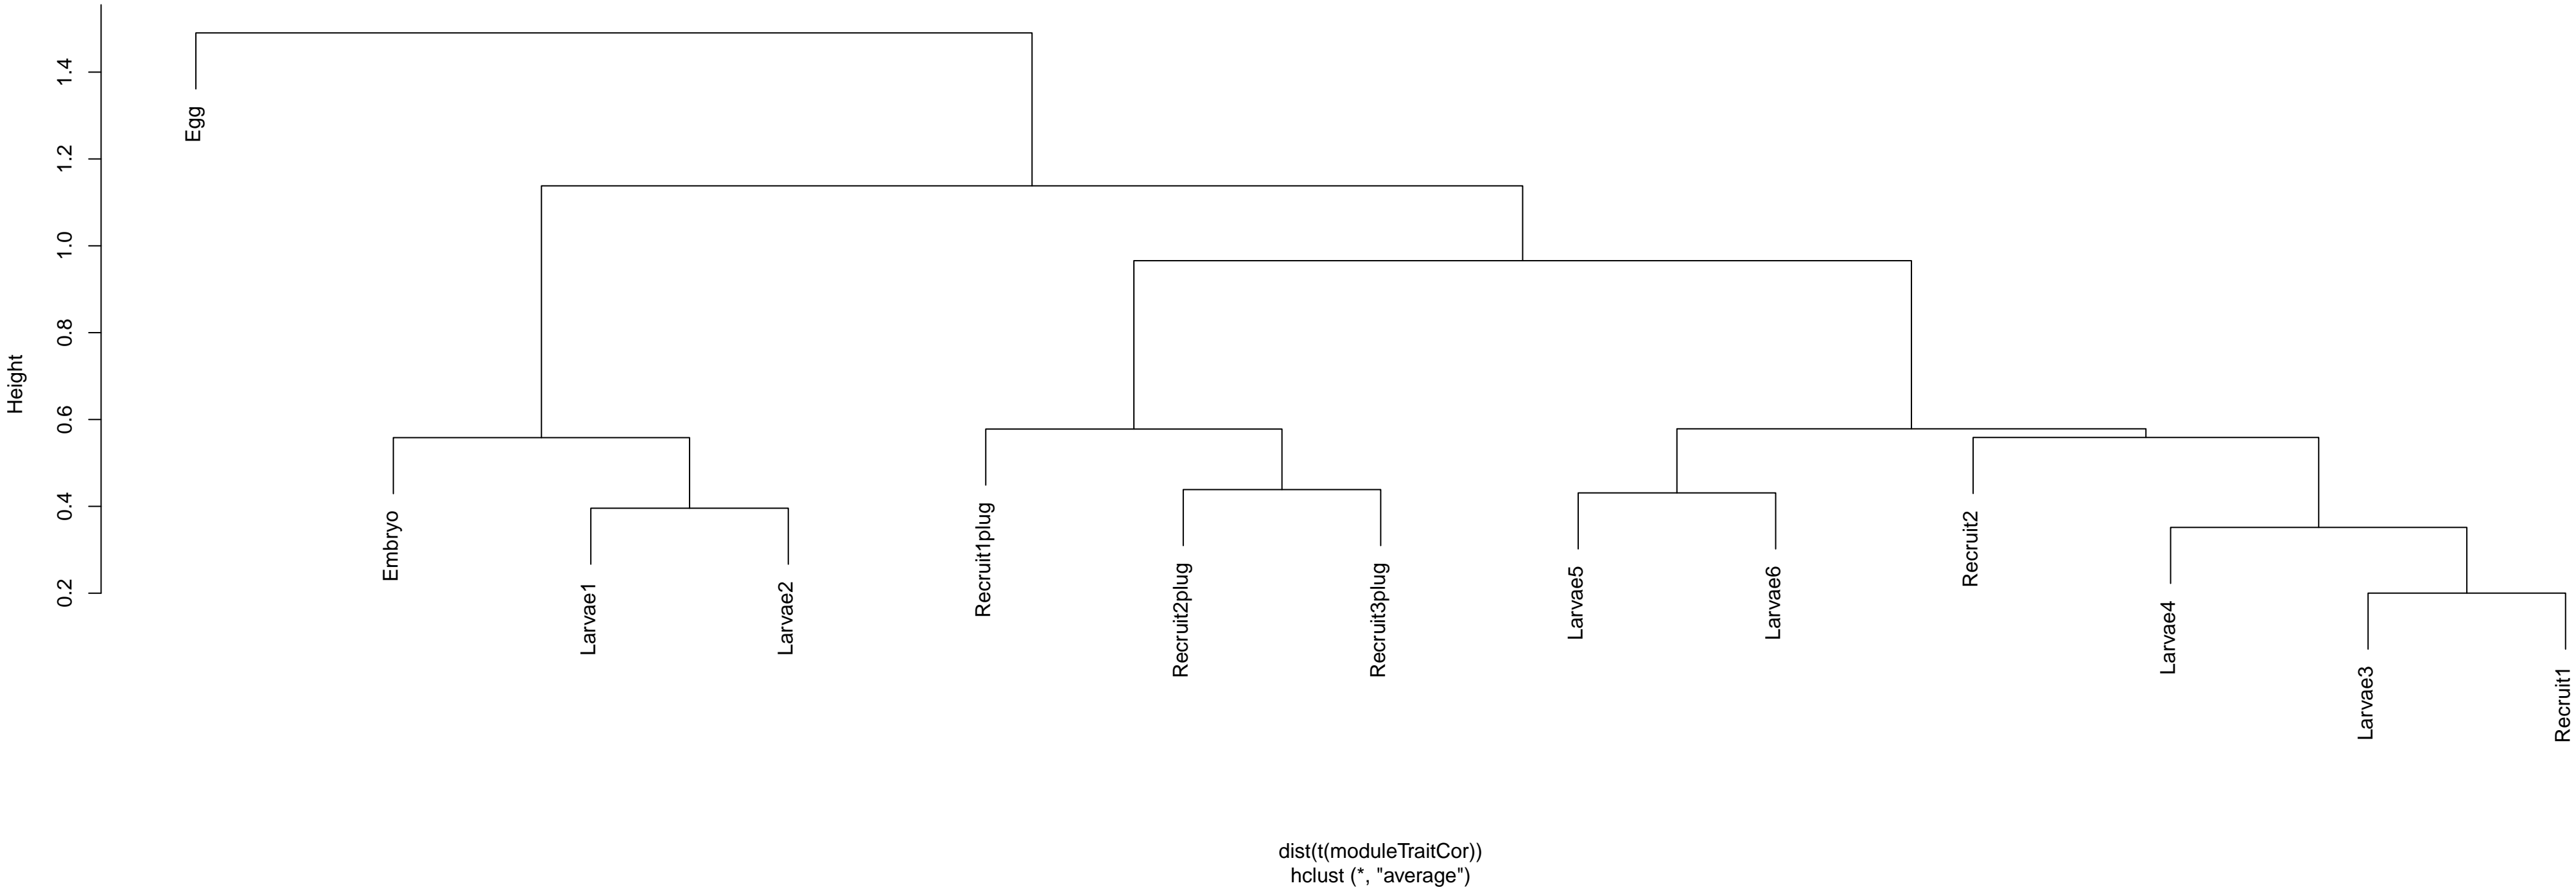 Height
1.4
1.2
1.0
0.8
0.6
0.4
0.2
Egg
Embryo
Larvae1
Larvae2
Recruit1plug
Recruit2plug
Recruit3plug
Larvae5
Larvae6
Recruit2
Larvae4
Larvae3
Recruit1
dist(t(moduleTraitCor))
hclust (*, "average")